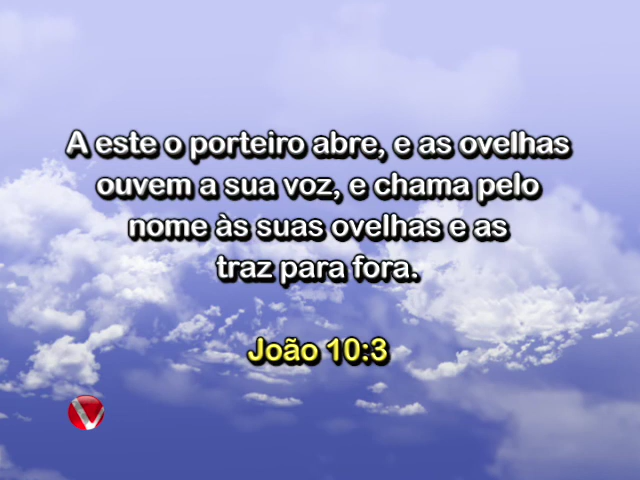 A este o porteiro abre, e as ovelhas
ouvem a sua voz, e chama pelo
nome às suas ovelhas e as
traz para fora.
João 10:3
V